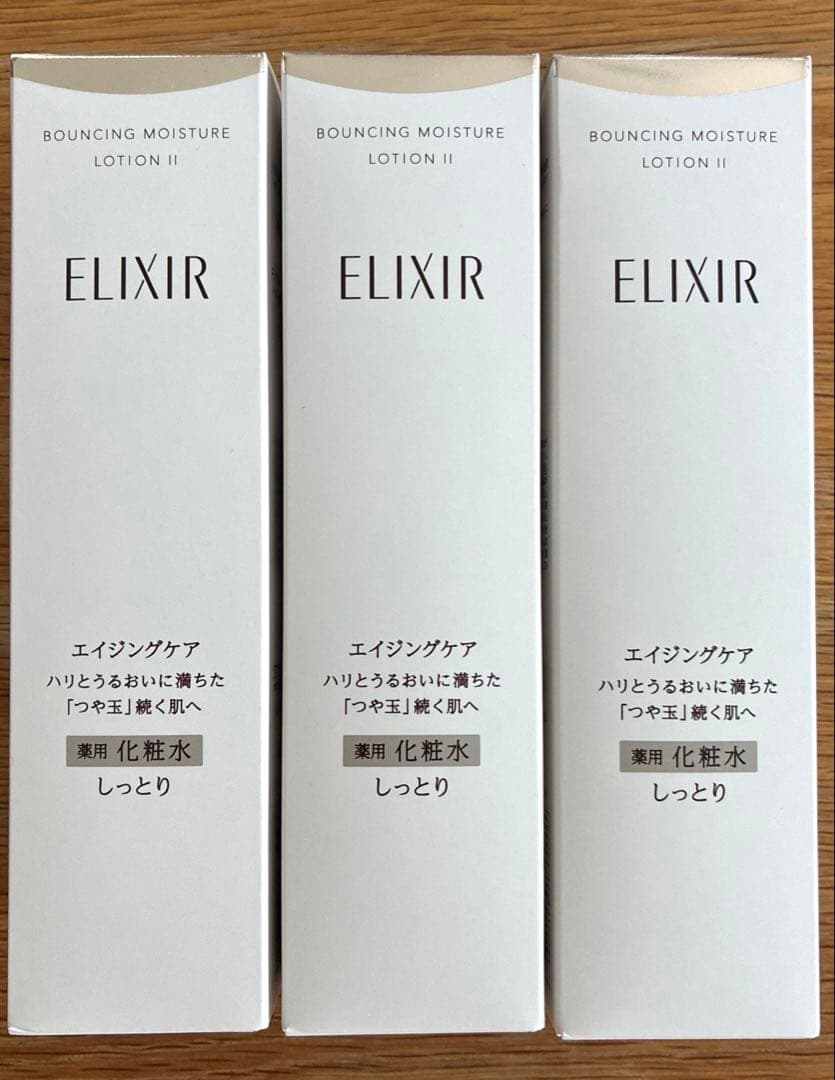 BOUNCING MOISTURE
LOTION II
ELIXIR
エイジングケア
ハリとうるおいに満ちた
「つや玉」続く肌へ
薬用 化粧水
しっとり
BOUNCING MOISTURE
LOTION II
ELIXIR
エイジングケア
ハリとうるおいに満ちた
「つや玉」続く肌へ
薬用 化粧水
しっとり
BOUNCING MOISTURE
LOTION II
ELIXIR
エイジングケア
ハリとうるおいに満ちた
「つや玉」続く肌へ
薬用 化粧水
しっとり